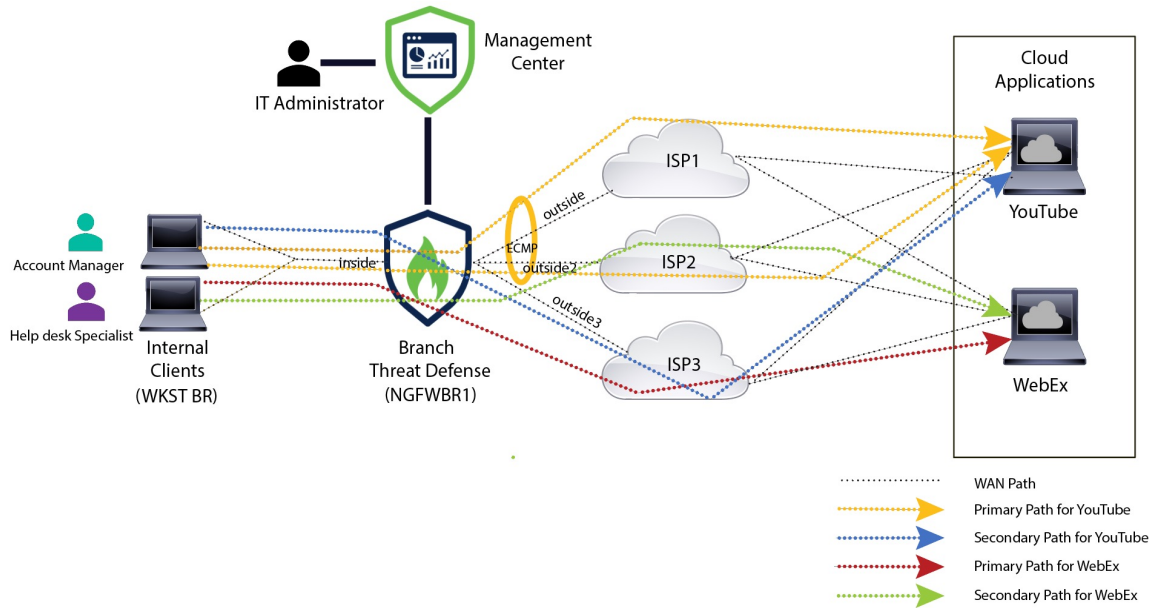 Management
Center
IT Administrator
Cloud
Applications
ISP1
outside
YouTube
ECMP
Account Manager
inside
outside2
ISP2
outside3
Help desk Specialist
Internal
Clients
(WKST BR)
Branch
Threat Defense
(NGFWBR1)
ISP3
WebEx
WAN Path
Primary Path for YouTube
Secondary Path for YouTube
Primary Path for WebEx
Secondary Path for WebEx